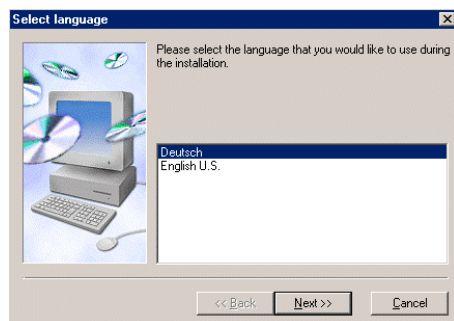 Select language
Please select the language that you would like to use during
the installation.
Deutsch
English U.S.
<< Back
Next >>
Cancel